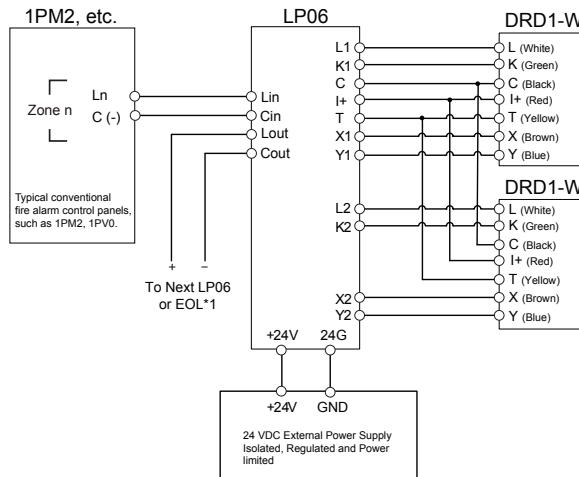 1PM2, etc.
Zone n
Ln
C (-)
Typical conventional
fire alarm control panels,
such as 1PM2, 1PV0.
LP06
Lin
Cin
Lout
Cout
L1
K1
C
I+
T
X1
Y1
L2
K2
X2
Y2
+24V
24G
+
−
To Next LP06
or EOL*1
DRD1-W
L (White)
K (Green)
C (Black)
I+ (Red)
T (Yellow)
X (Brown)
Y (Blue)
DRD1-W
L (White)
K (Green)
C (Black)
I+ (Red)
T (Yellow)
X (Brown)
Y (Blue)
+24V
GND
24 VDC External Power Supply
Isolated, Regulated and Power
limited